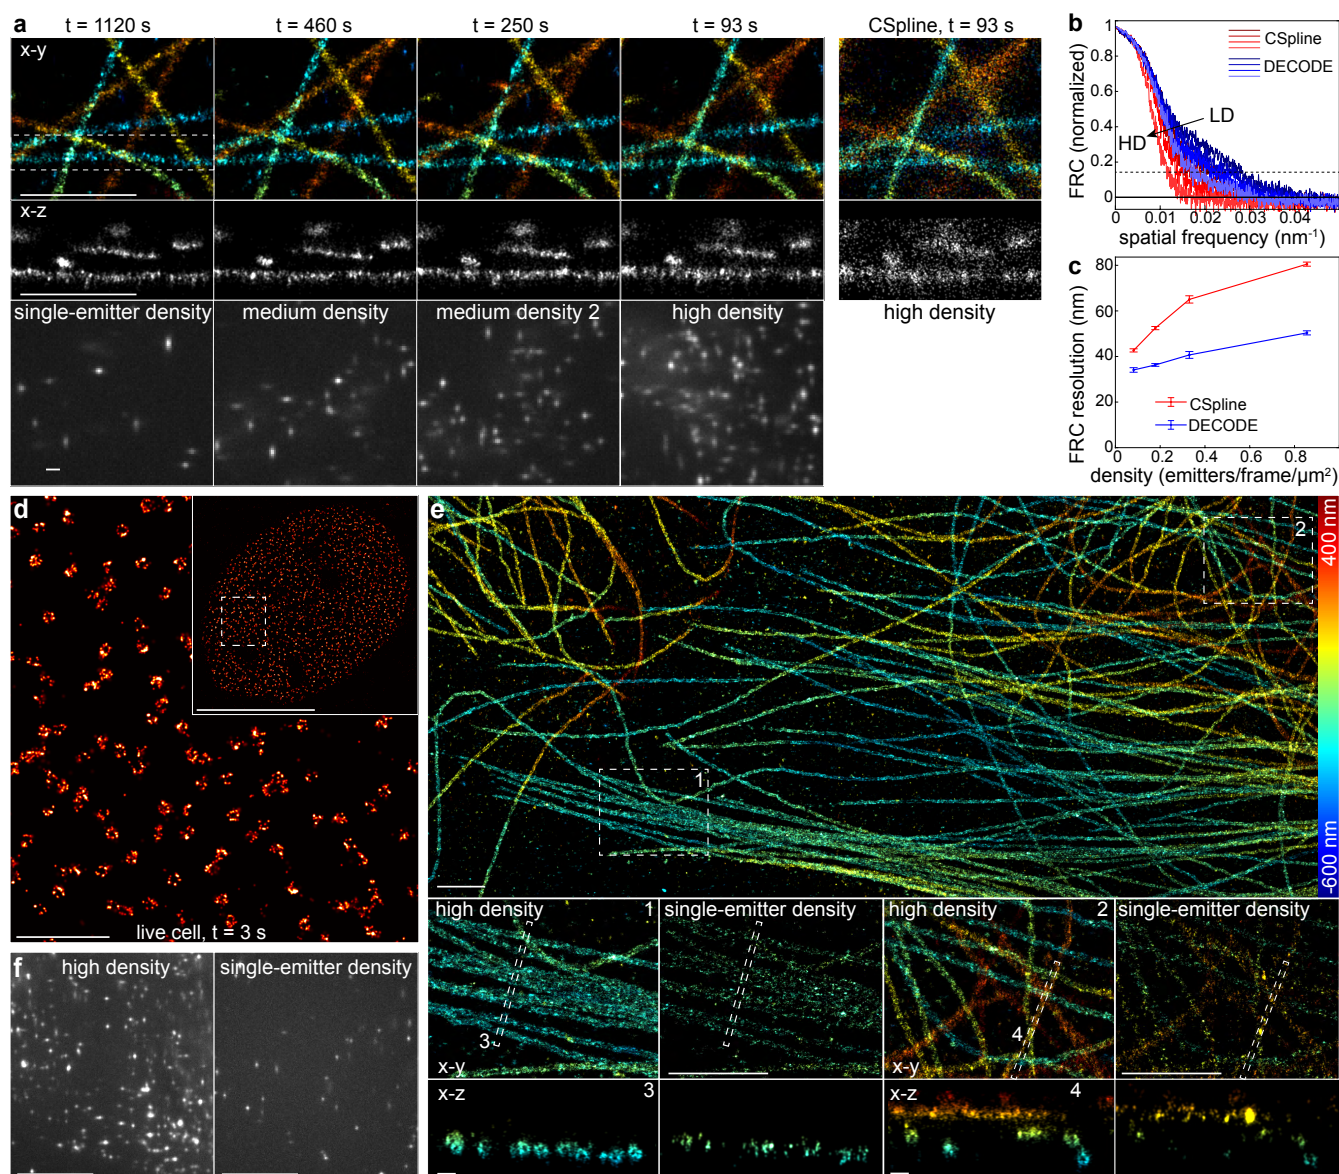 a
t = 1120 s
t = 460 s
t = 250 s
t = 93 s
CSpline, t = 93 s
x-y
x-z
single-emitter density
medium density
medium density 2
high density
high density
b
FRC (normalized)
1
0.8
0.6
0.4
0.2
0
CSpline
DECODE
LD
HD
0
0.01
0.02
0.03
0.04
spatial frequency (nm⁻¹)
c
FRC resolution (nm)
80
60
40
20
0
CSpline
DECODE
0
0.2
0.4
0.6
0.8
1
density (emitters/frame/µm²)
d
live cell, t = 3 s
e
2
1
400 nm
-600 nm
high density
1
single-emitter density
high density
2
single-emitter density
3
x-y
4
x-y
x-z
3
x-z
4
f
high density
single-emitter density